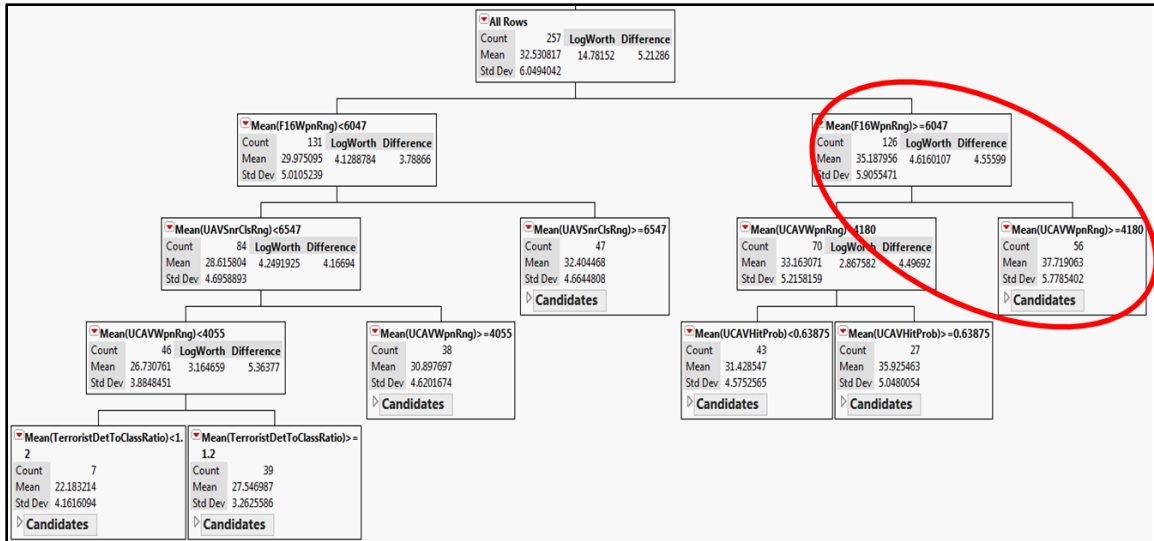 All Rows
Count 257 LogWorth Difference
Mean 32.530817 14.78152 5.21286
Std Dev 6.0494042
Mean(F16WpnRng)<6047
Count 131 LogWorth Difference
Mean 29.975095 4.1288784 3.78866
Std Dev 5.0105239
Mean(F16WpnRng)>=6047
Count 126 LogWorth Difference
Mean 35.187956 4.6160107 4.55599
Std Dev 5.9055471
Mean(UAVSnrClsRng)<6547
Count 84 LogWorth Difference
Mean 28.615804 4.2491925 4.16694
Std Dev 4.6958893
Mean(UAVSnrClsRng)>=6547
Count 47
Mean 32.404468
Std Dev 4.6644808
Candidates
Mean(UCAVWpnRng)<4180
Count 70 LogWorth Difference
Mean 33.163071 2.867582 4.49692
Std Dev 5.2158159
Mean(UCAVWpnRng)>=4180
Count 56
Mean 37.719063
Std Dev 5.7785402
Candidates
Mean(UCAVWpnRng)<4055
Count 46 LogWorth Difference
Mean 26.730761 3.164659 5.36377
Std Dev 3.8848451
Mean(UCAVWpnRng)>=4055
Count 38
Mean 30.897697
Std Dev 4.6201674
Candidates
Mean(UCAVHitProb)<0.63875
Count 43
Mean 31.428547
Std Dev 4.5752565
Candidates
Mean(UCAVHitProb)>=0.63875
Count 27
Mean 35.925463
Std Dev 5.0480054
Candidates
Mean(TerroristDetToClassRatio)<1.
2
Count 7
Mean 22.183214
Std Dev 4.1616094
Candidates
Mean(TerroristDetToClassRatio)>=
1.2
Count 39
Mean 27.546987
Std Dev 3.2625586
Candidates